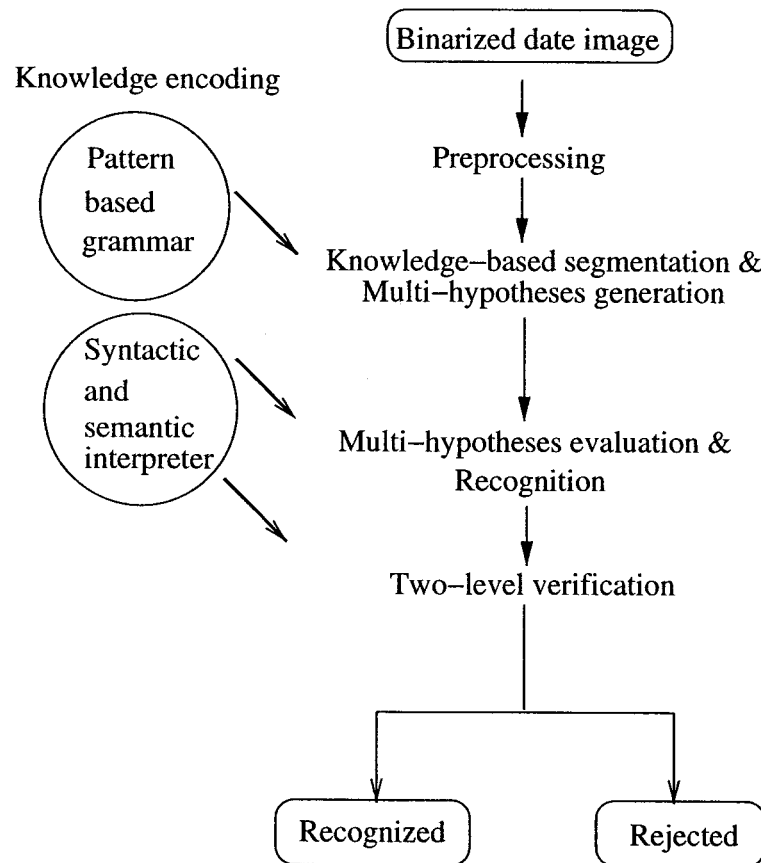 Binarized date image
Knowledge encoding
Pattern
based
grammar
Preprocessing
Knowledge–based segmentation &
Multi–hypotheses generation
Syntactic
and
semantic
interpreter
Multi–hypotheses evaluation &
Recognition
Two–level verification
Recognized
Rejected